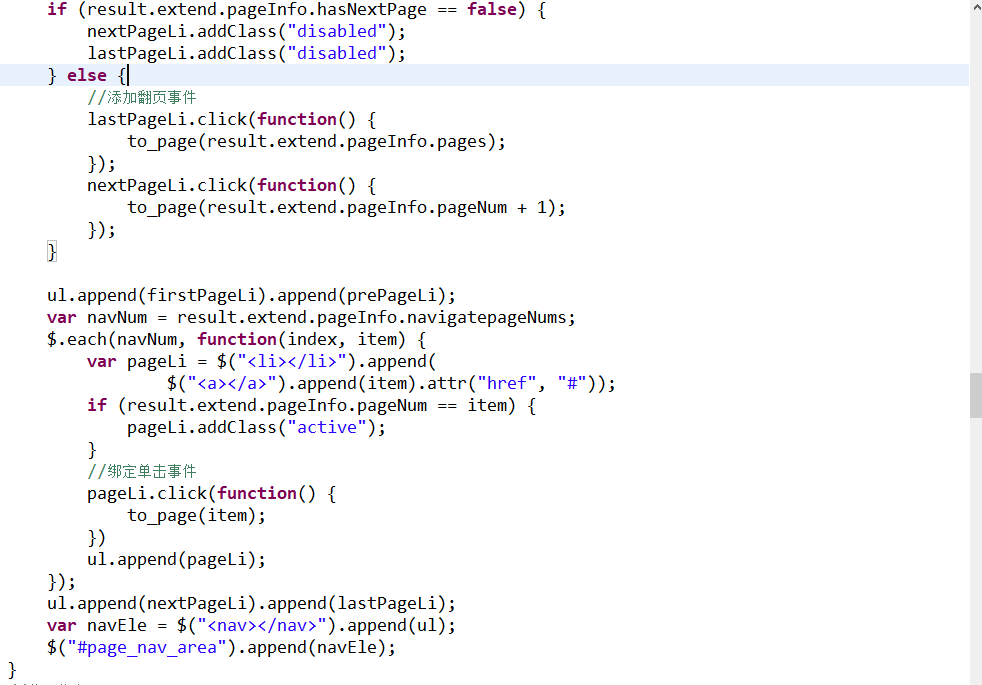 if (result.extend.pageInfo.hasNextPage == false) {
nextPageLi.addClass("disabled");
lastPageLi.addClass("disabled");
} else {
//添加翻页事件
lastPageLi.click(function() {
to_page(result.extend.pageInfo.pages);
});
nextPageLi.click(function() {
to_page(result.extend.pageInfo.pageNum + 1);
});
}
ul.append(firstPageLi).append(prePageLi);
var navNum = result.extend.pageInfo.navigatepageNums;
$.each(navNum, function(index, item) {
var pageLi = $("<li></li>").append(
$("<a></a>").append(item).attr("href", "#"));
if (result.extend.pageInfo.pageNum == item) {
pageLi.addClass("active");
}
//绑定单击事件
pageLi.click(function() {
to_page(item);
})
ul.append(pageLi);
});
ul.append(nextPageLi).append(lastPageLi);
var navEle = $("<nav></nav>").append(ul);
$("#page_nav_area").append(navEle);
}